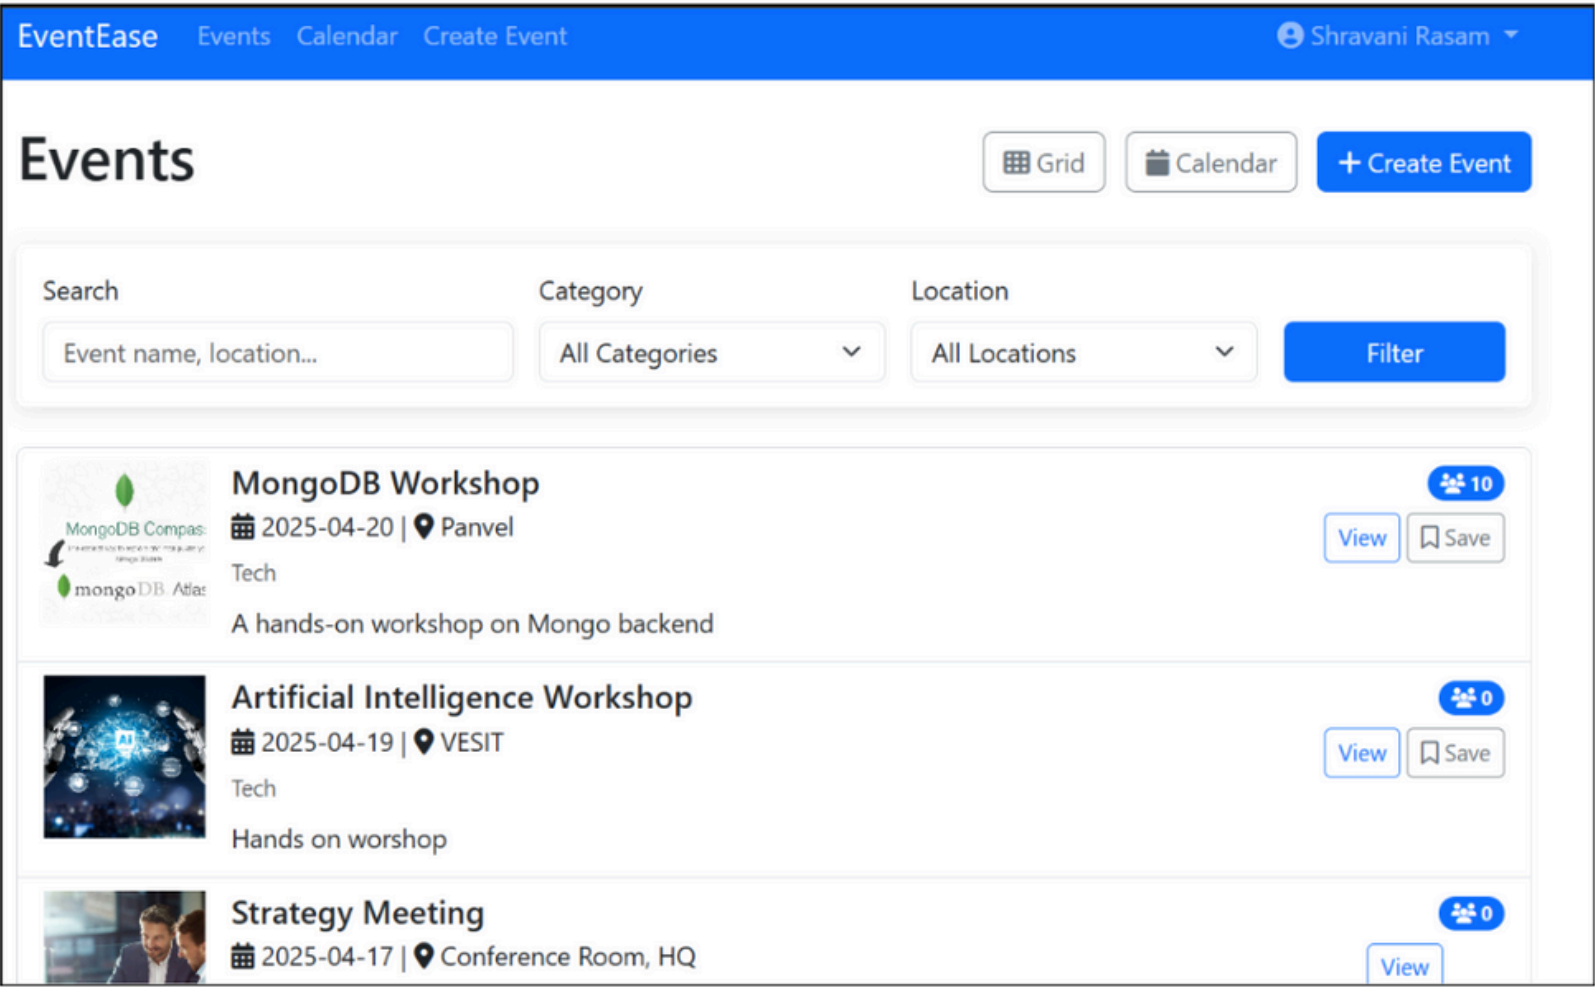 EventEase Events Calendar Create Event Shravani Rasam
Events
Grid Calendar + Create Event
Search Category Location
Event name, location... All Categories All Locations Filter
MongoDB Workshop 10
2025-04-20 | Panvel View Save
Tech
A hands-on workshop on Mongo backend
MongoDB Compas
mongoDB Atlas
Artificial Intelligence Workshop 0
2025-04-19 | VESIT View Save
Tech
Hands on worshop
AI
Strategy Meeting 0
2025-04-17 | Conference Room, HQ View